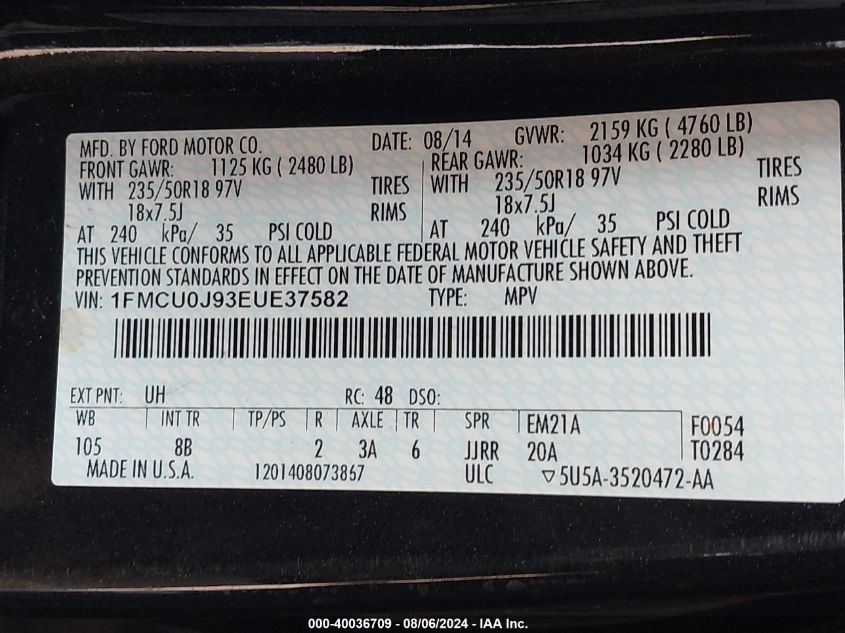 MFD. BY FORD MOTOR CO. DATE: 08/14 GVWR: 2159 KG ( 4760 LB)
FRONT GAWR: 1125 KG ( 2480 LB) REAR GAWR: 1034 KG ( 2280 LB)
WITH 235/50R18 97V TIRES WITH 235/50R18 97V TIRES
18x7.5J RIMS 18x7.5J RIMS
AT 240 kPa/ 35 PSI COLD AT 240 kPa/ 35 PSI COLD
THIS VEHICLE CONFORMS TO ALL APPLICABLE FEDERAL MOTOR VEHICLE SAFETY AND THEFT
PREVENTION STANDARDS IN EFFECT ON THE DATE OF MANUFACTURE SHOWN ABOVE.
VIN: 1FMCU0J93EUE37582 TYPE: MPV
EXT PNT: UH RC: 48 DSO:
WB INT TR TP/PS R AXLE TR SPR EM21A F0054
105 8B 2 3A 6 JJRR 20A T0284
MADE IN U.S.A. 1201408073867 ULC ▽5U5A-3520472-AA
000-40036709 - 08/06/2024 - IAA Inc.